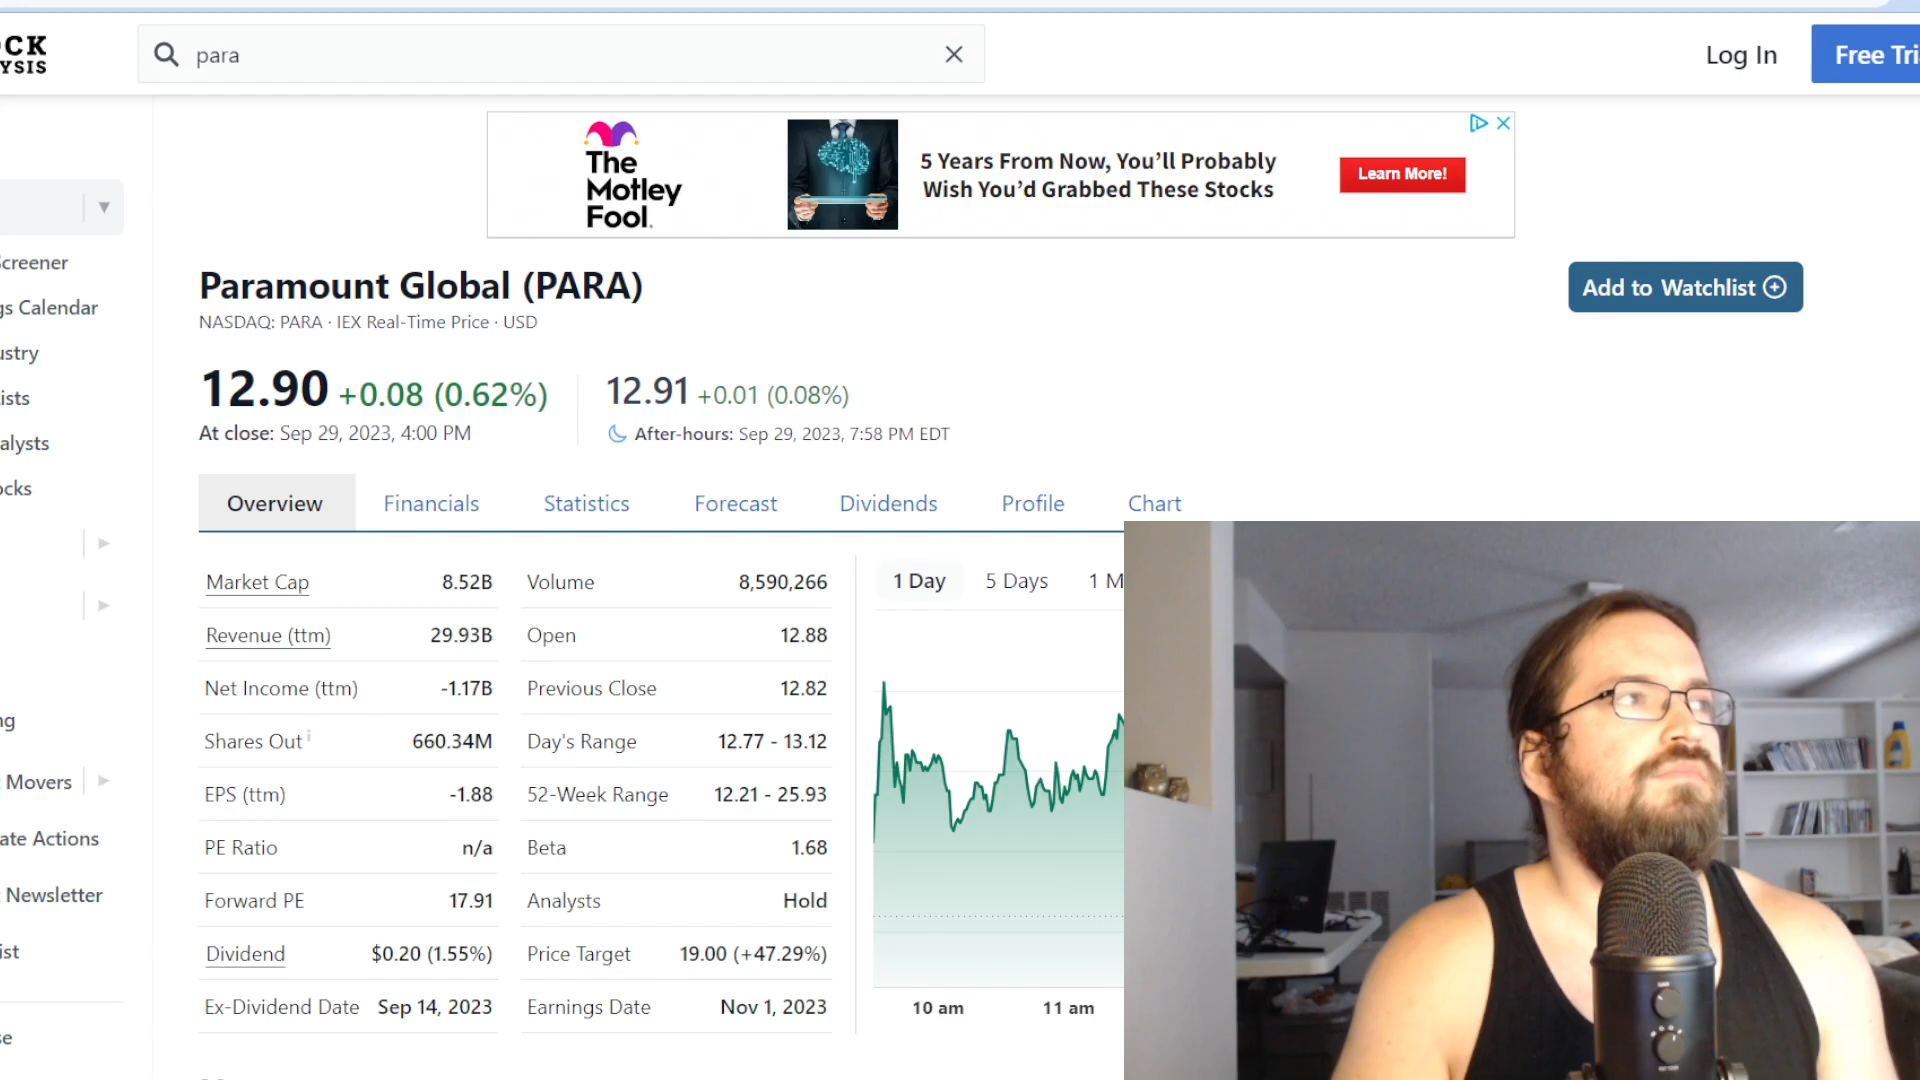 CK
YSIS
para
Log In
Free Tri
The
Motley
Fool.
5 Years From Now, You'll Probably
Wish You'd Grabbed These Stocks
Learn More!
Screener
gs Calendar
ustry
ists
alysts
ocks
ng
Movers
ate Actions
Newsletter
ist
se
Paramount Global (PARA)
Add to Watchlist
NASDAQ: PARA · IEX Real-Time Price · USD
12.90 +0.08 (0.62%)
At close: Sep 29, 2023, 4:00 PM
12.91 +0.01 (0.08%)
After-hours: Sep 29, 2023, 7:58 PM EDT
Overview Financials Statistics Forecast Dividends Profile Chart
Market Cap 8.52B
Revenue (ttm) 29.93B
Net Income (ttm) -1.17B
Shares Out 660.34M
EPS (ttm) -1.88
PE Ratio n/a
Forward PE 17.91
Dividend $0.20 (1.55%)
Ex-Dividend Date Sep 14, 2023
Volume 8,590,266
Open 12.88
Previous Close 12.82
Day's Range 12.77 - 13.12
52-Week Range 12.21 - 25.93
Beta 1.68
Analysts Hold
Price Target 19.00 (+47.29%)
Earnings Date Nov 1, 2023
1 Day 5 Days 1 M
10 am 11 am